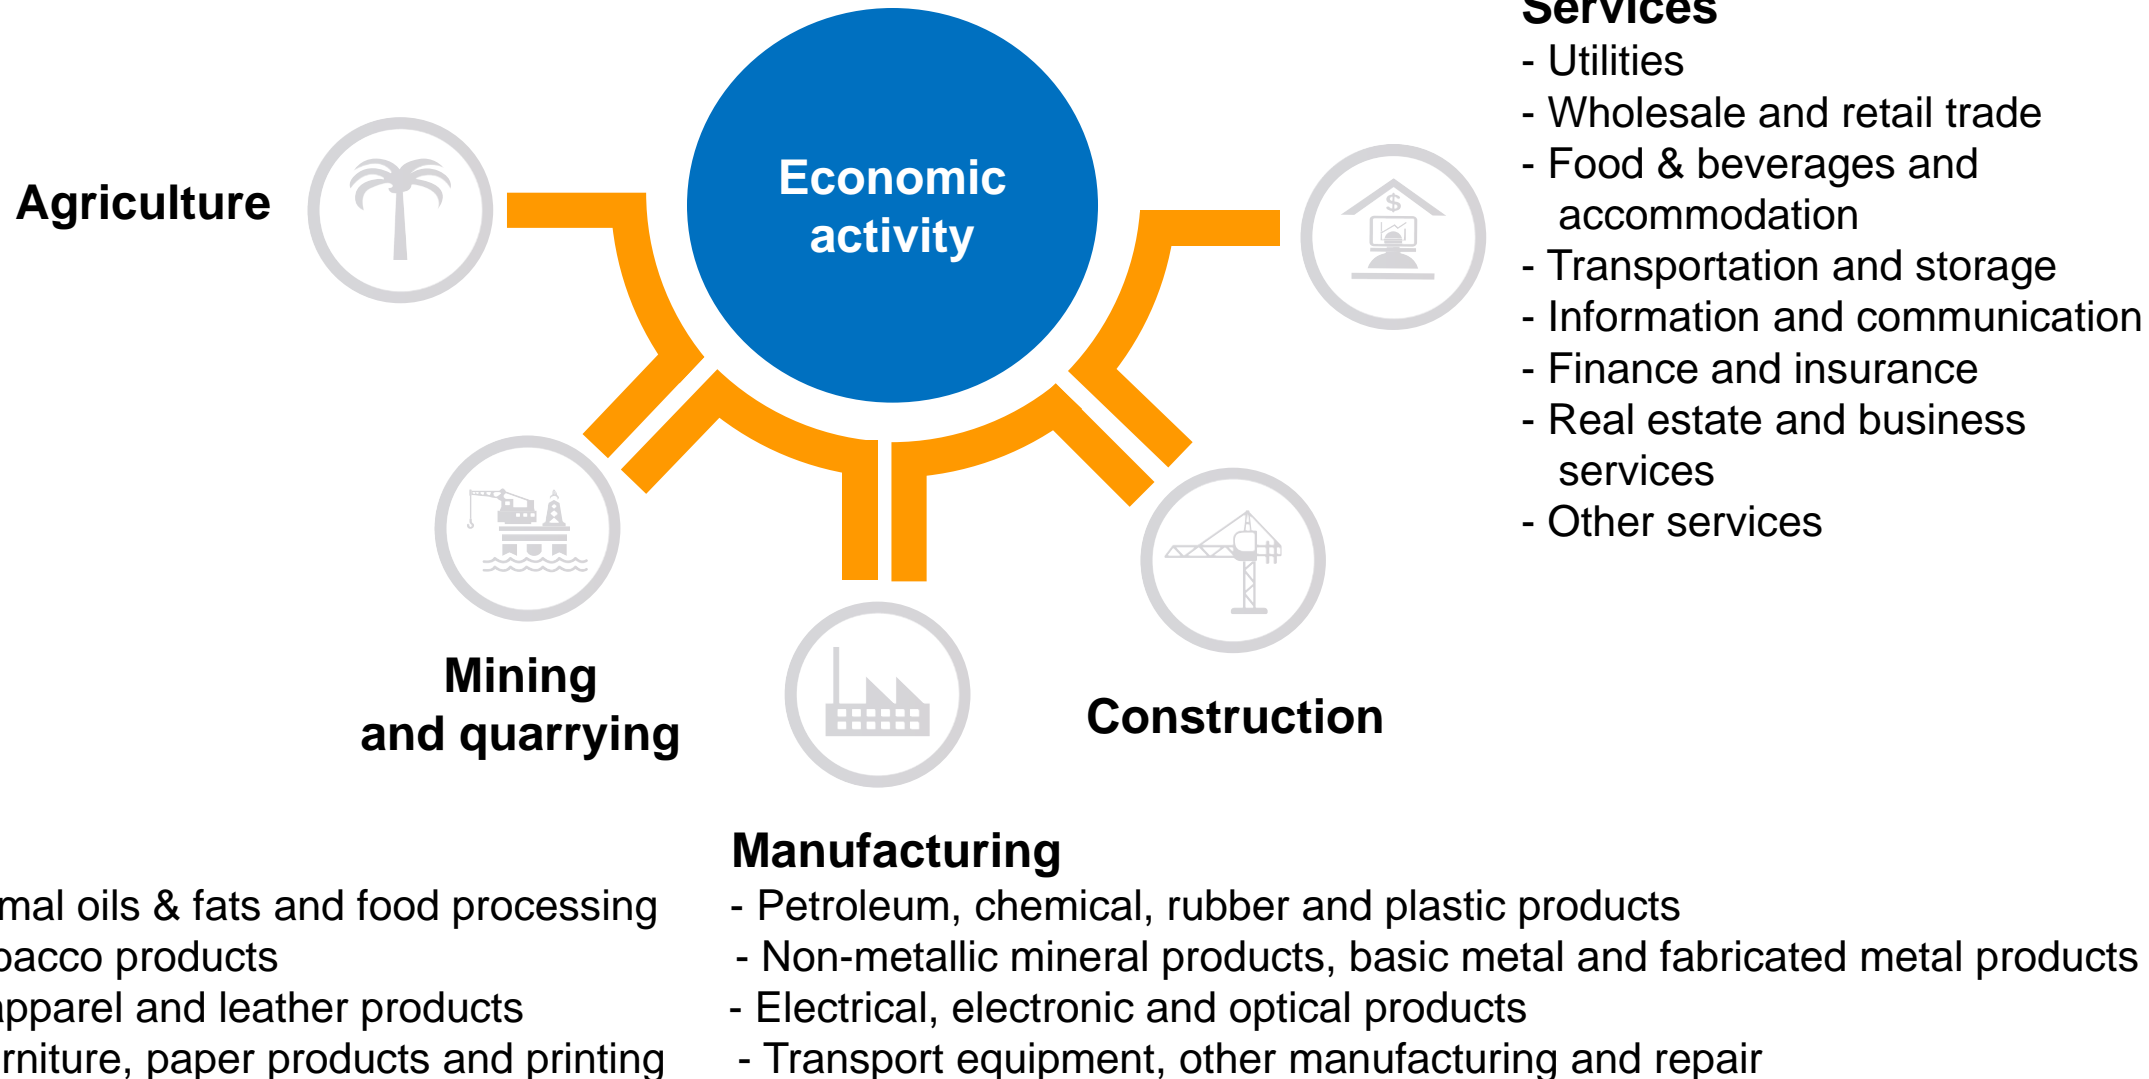 Services
- Utilities
- Wholesale and retail trade
- Food & beverages and
accommodation
- Transportation and storage
- Information and communication
- Finance and insurance
- Real estate and business
services
- Other services
Economic
activity
$
Agriculture
Mining
and quarrying
Construction
Manufacturing
oils & fats and food processing
products
apparel and leather products
paper products and printing
- Petroleum, chemical, rubber and plastic products
- Non-metallic mineral products, basic metal and fabricated metal products
- Electrical, electronic and optical products
- Transport equipment, other manufacturing and repair